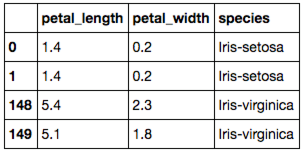 petal_length petal_width species
0 1.4 0.2 Iris-setosa
1 1.4 0.2 Iris-setosa
148 5.4 2.3 Iris-virginica
149 5.1 1.8 Iris-virginica